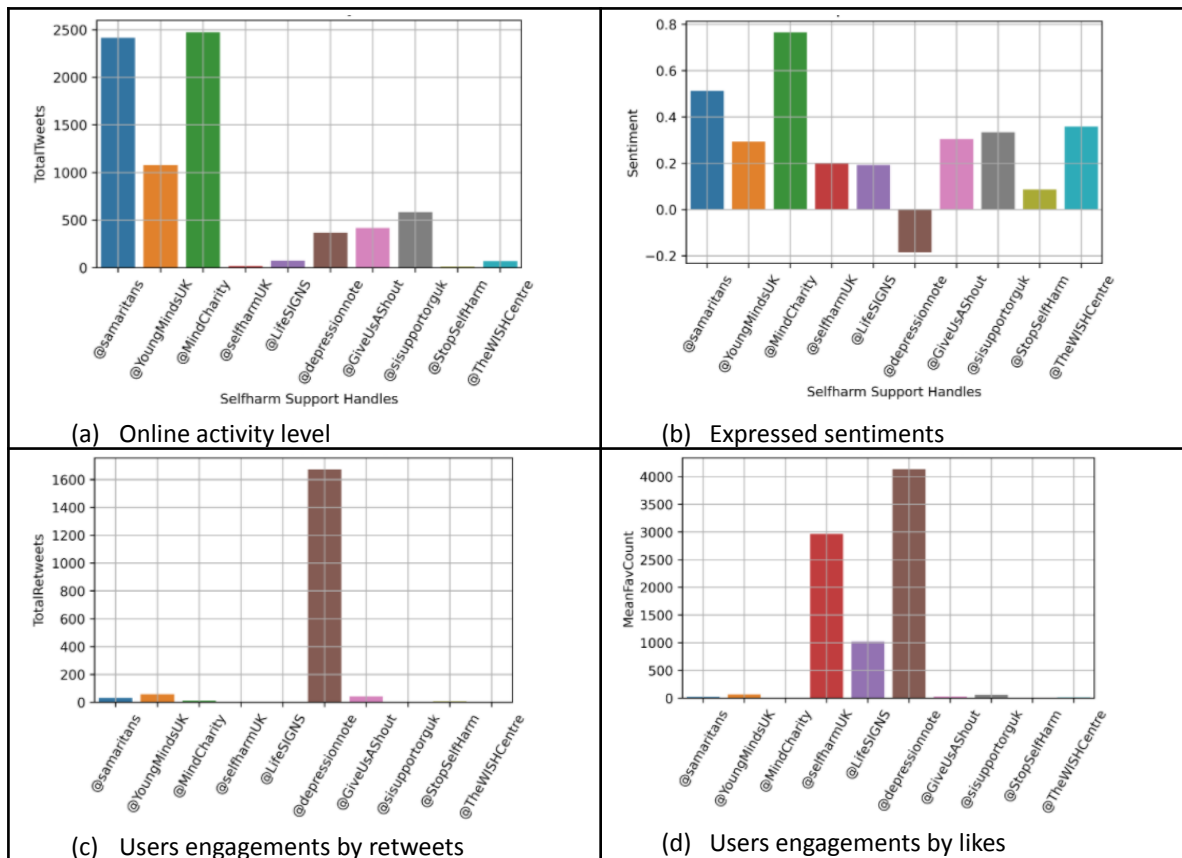 2500
2000
1500
1000
500
0
TotalTweets
@samaritans
@YoungMindsUK
@MindCharity
@selfharmUK
@LifeSIGNS
@depressionnote
@GiveUsAShout
@sisupportorguk
@StopSelfHarm
@TheWISHCentre
Selfharm Support Handles
(a) Online activity level
0.8
0.6
0.4
0.2
0.0
−0.2
Sentiment
@samaritans
@YoungMindsUK
@MindCharity
@selfharmUK
@LifeSIGNS
@depressionnote
@GiveUsAShout
@sisupportorguk
@StopSelfHarm
@TheWISHCentre
Selfharm Support Handles
(b) Expressed sentiments
1600
1400
1200
1000
800
600
400
200
0
TotalRetweets
@samaritans
@YoungMindsUK
@MindCharity
@selfharmUK
@LifeSIGNS
@depressionnote
@GiveUsAShout
@sisupportorguk
@StopSelfHarm
@TheWISHCentre
(c) Users engagements by retweets
4000
3500
3000
2500
2000
1500
1000
500
0
MeanFavCount
@samaritans
@YoungMindsUK
@MindCharity
@selfharmUK
@LifeSIGNS
@depressionnote
@GiveUsAShout
@sisupportorguk
@StopSelfHarm
@TheWISHCentre
(d) Users engagements by likes